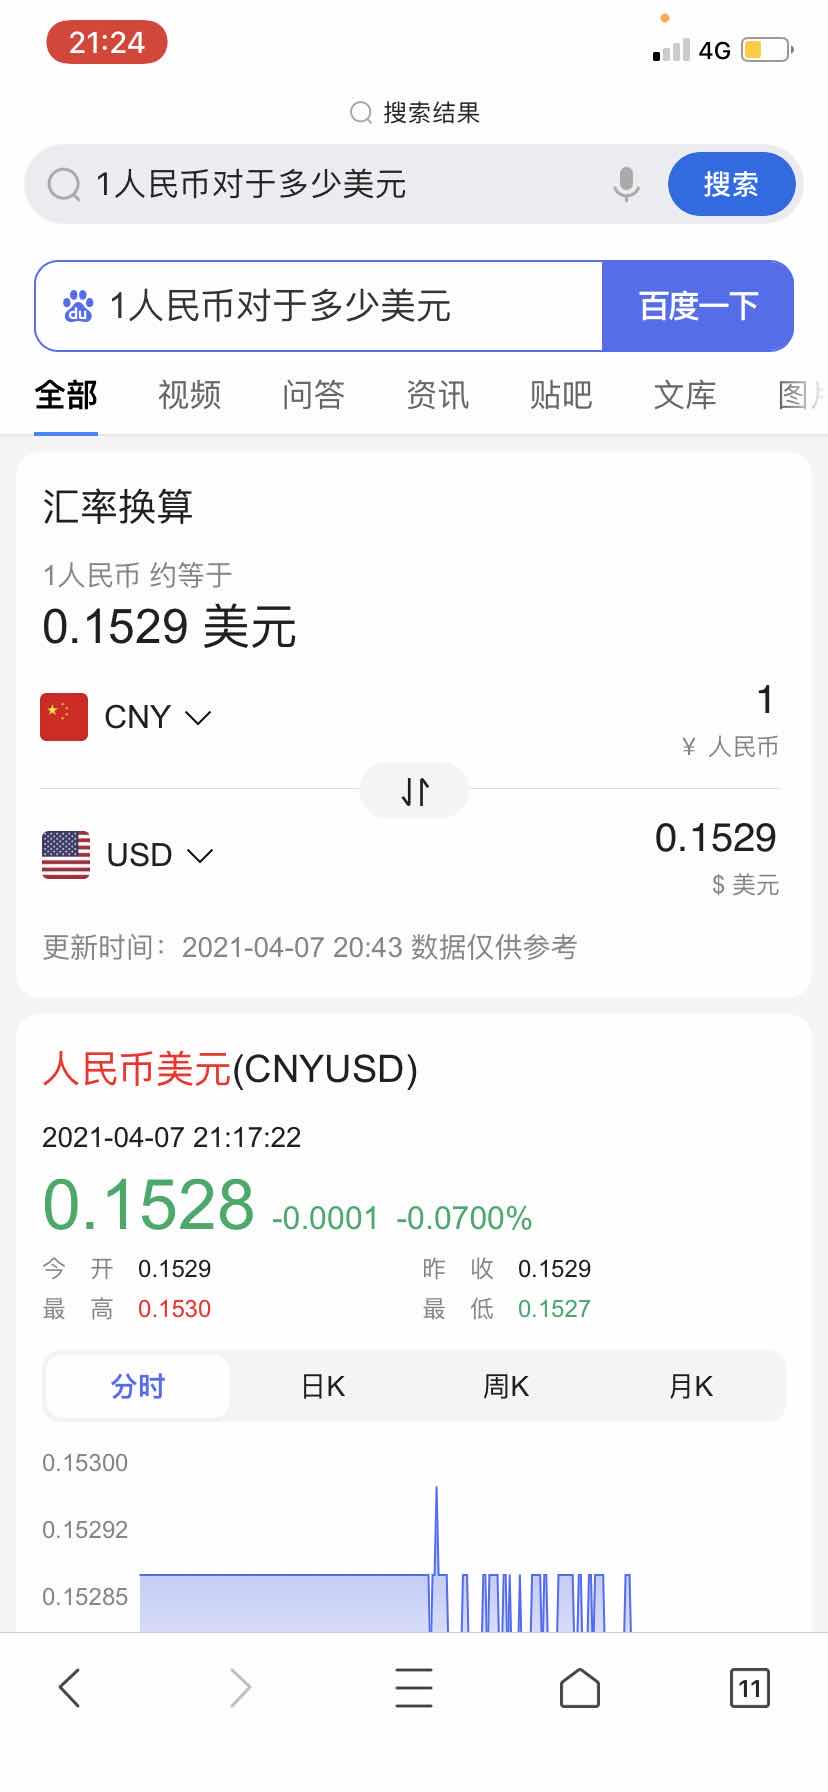 21:24
4G
搜索结果
1人民币对于多少美元
搜索
du 1人民币对于多少美元
百度一下
全部 视频 问答 资讯 贴吧 文库
汇率换算
1人民币 约等于
0.1529 美元
CNY
1
¥ 人民币
USD
0.1529
$ 美元
更新时间：2021-04-07 20:43 数据仅供参考
人民币美元(CNYUSD)
2021-04-07 21:17:22
0.1528 -0.0001 -0.0700%
今开 0.1529 昨收 0.1529
最高 0.1530 最低 0.1527
分时 日K 周K 月K
0.15300
0.15292
0.15285
11